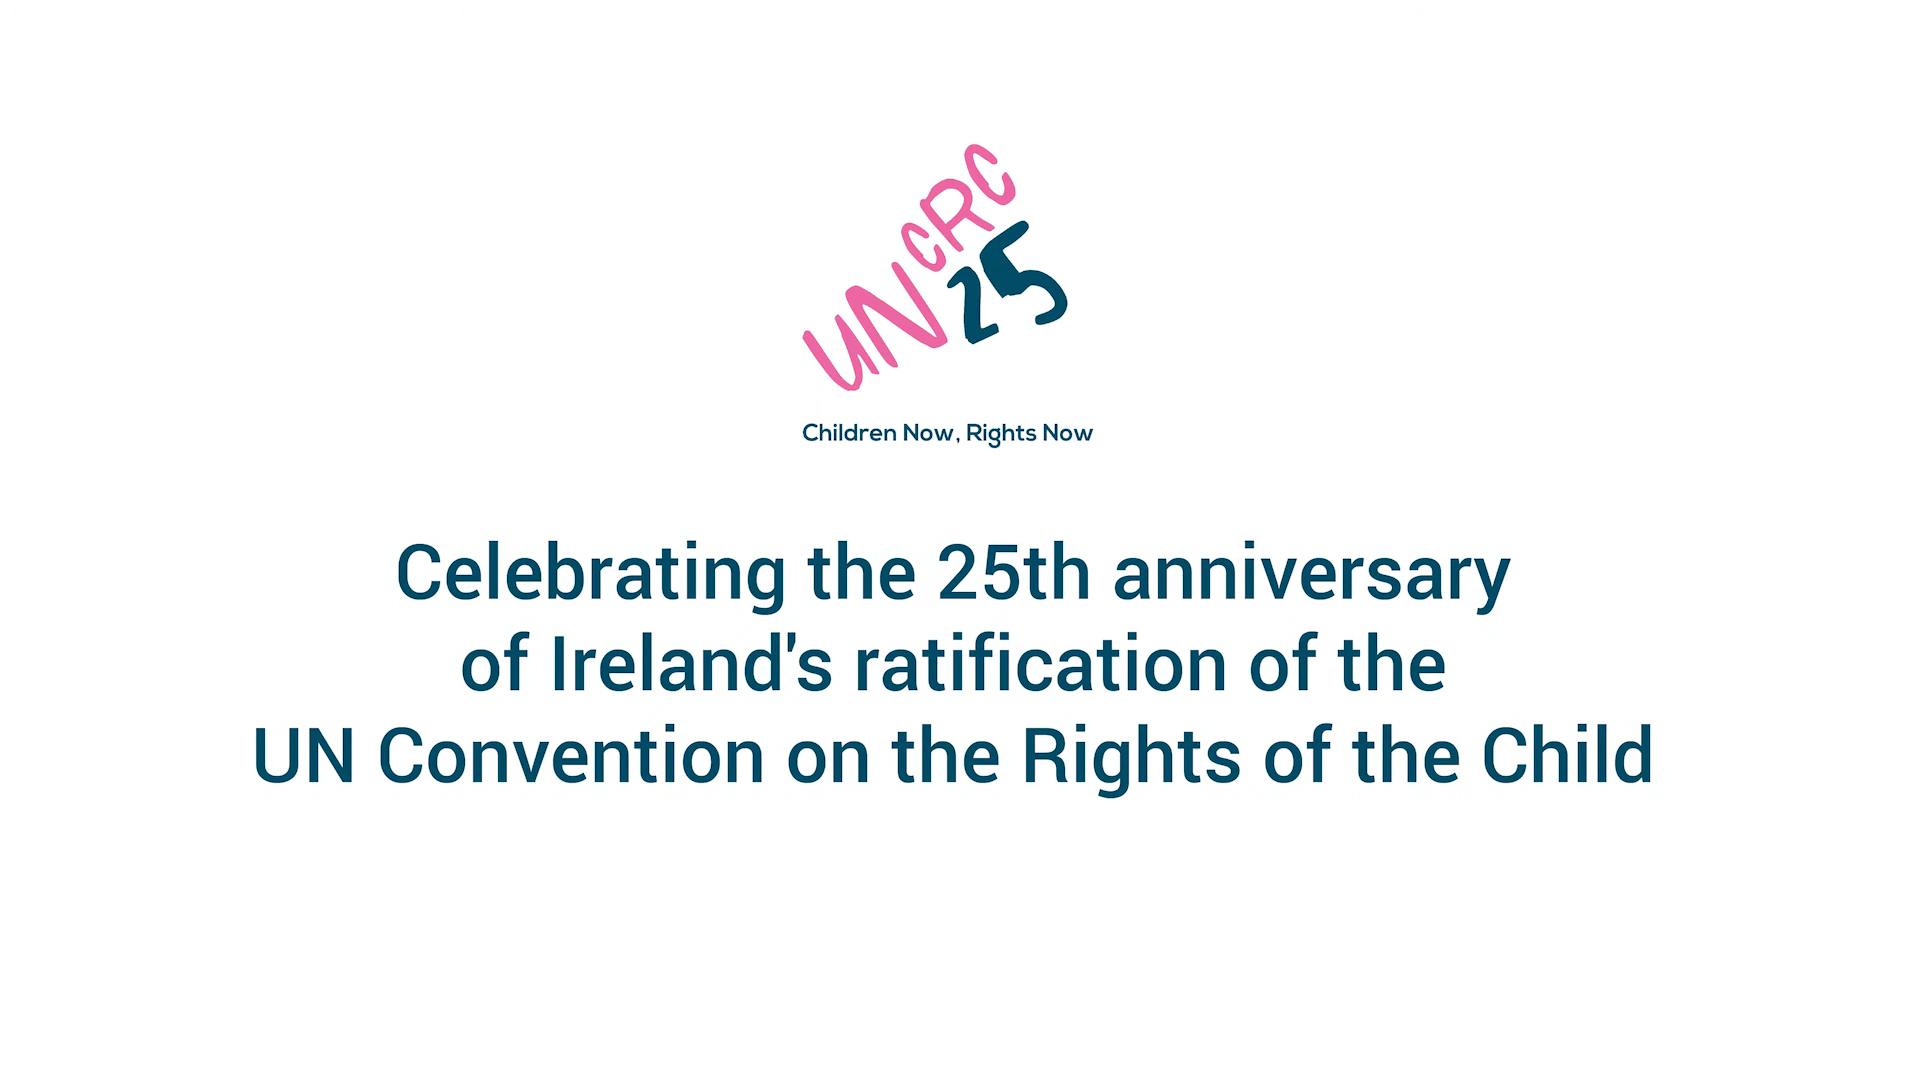 UNCRC
25
Children Now, Rights Now
Celebrating the 25th anniversary
of Ireland's ratification of the
UN Convention on the Rights of the Child